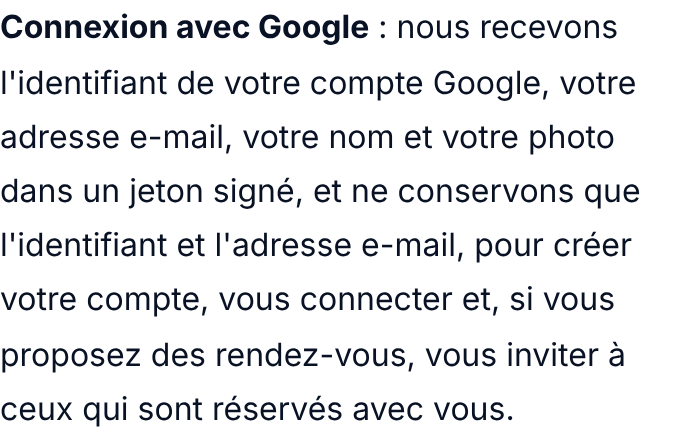 Connexion avec Google : nous recevons
l'identifiant de votre compte Google, votre
adresse e-mail, votre nom et votre photo
dans un jeton signé, et ne conservons que
l'identifiant et l'adresse e-mail, pour créer
votre compte, vous connecter et, si vous
proposez des rendez-vous, vous inviter à
ceux qui sont réservés avec vous.